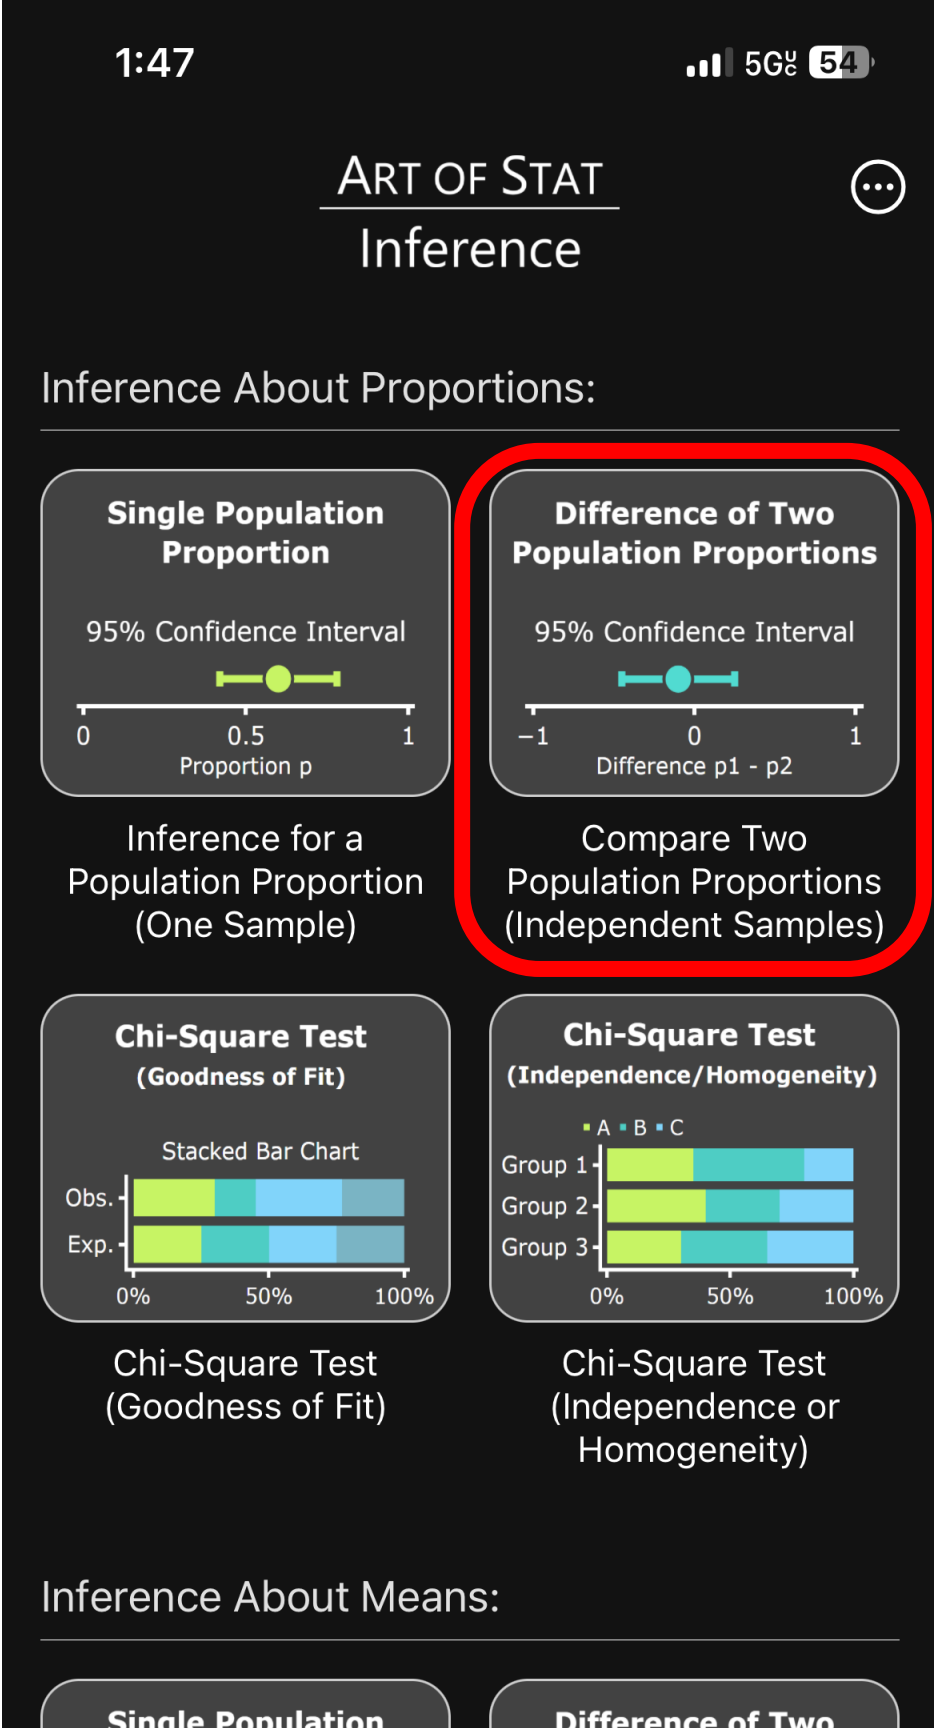 1:47
5G UC 54
ART OF STAT
Inference
Inference About Proportions:
Single Population
Proportion
95% Confidence Interval
0 0.5 1
Proportion p
Inference for a
Population Proportion
(One Sample)
Difference of Two
Population Proportions
95% Confidence Interval
−1 0 1
Difference p1 - p2
Compare Two
Population Proportions
(Independent Samples)
Chi-Square Test
(Goodness of Fit)
Stacked Bar Chart
Obs.
Exp.
0% 50% 100%
Chi-Square Test
(Goodness of Fit)
Chi-Square Test
(Independence/Homogeneity)
A B C
Group 1
Group 2
Group 3
0% 50% 100%
Chi-Square Test
(Independence or
Homogeneity)
Inference About Means:
Single Population
Difference of Two